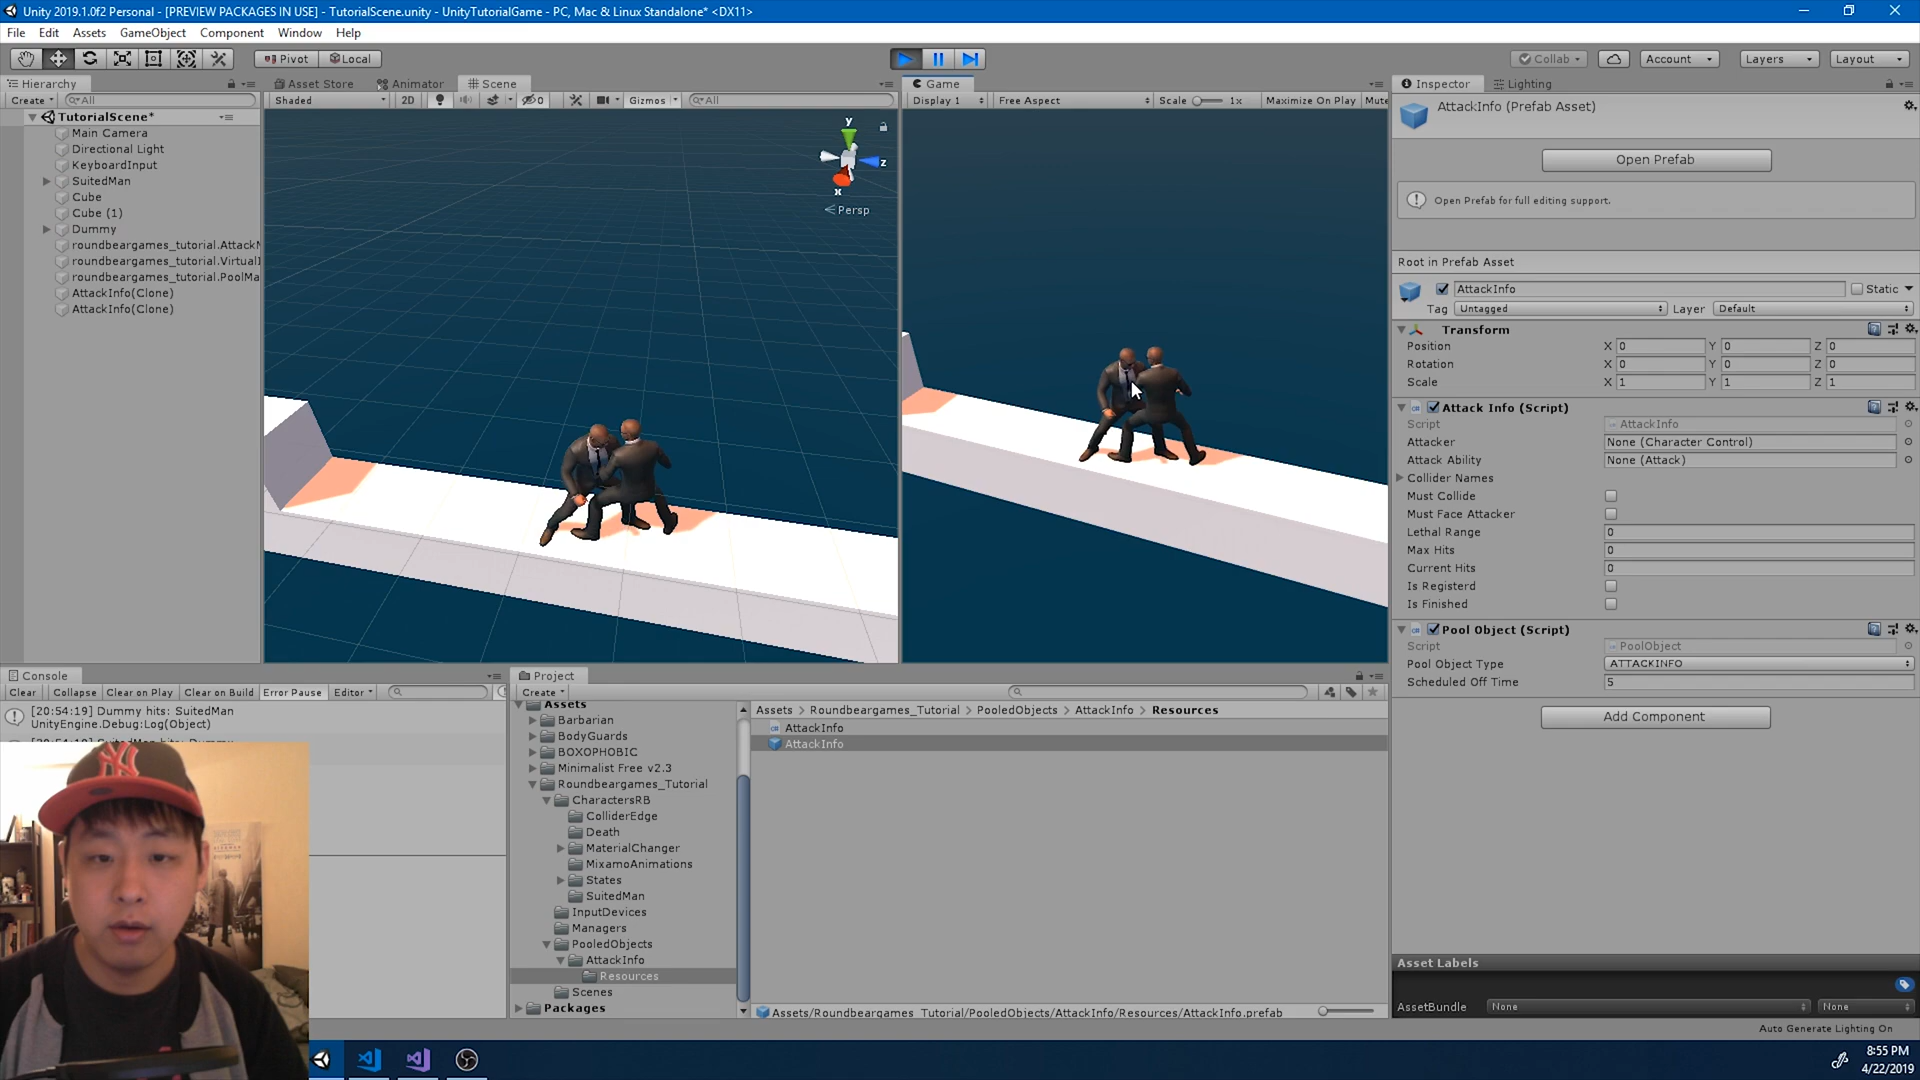 Unity 2019.1.0f2 Personal - [PREVIEW PACKAGES IN USE] - TutorialScene.unity - UnityTutorialGame - PC, Mac & Linux Standalone* <DX11>
File Edit Assets GameObject Component Window Help
Pivot Local Collab Account Layers Layout
Hierarchy Asset Store Animator Scene Game Inspector Lighting
Create All Shaded 2D 0 Gizmos All Display 1 Free Aspect Scale 1x Maximize On Play Mute
TutorialScene*
Main Camera
Directional Light
KeyboardInput
SuitedMan
Cube
Cube (1)
Dummy
roundbeargames_tutorial.AttackM
roundbeargames_tutorial.VirtualI
roundbeargames_tutorial.PoolMa
AttackInfo(Clone)
AttackInfo(Clone)
y
z
x
Persp
AttackInfo (Prefab Asset)
Open Prefab
Open Prefab for full editing support.
Root in Prefab Asset
AttackInfo Static
Tag Untagged Layer Default
Transform
Position X 0 Y 0 Z 0
Rotation X 0 Y 0 Z 0
Scale X 1 Y 1 Z 1
Attack Info (Script)
Script AttackInfo
Attacker None (Character Control)
Attack Ability None (Attack)
Collider Names
Must Collide
Must Face Attacker
Lethal Range 0
Max Hits 0
Current Hits 0
Is Registerd
Is Finished
Pool Object (Script)
Script PoolObject
Pool Object Type ATTACKINFO
Scheduled Off Time 5
Add Component
Asset Labels
AssetBundle None None
Auto Generate Lighting On
Console
Clear Collapse Clear on Play Clear on Build Error Pause Editor
[20:54:19] Dummy hits: SuitedMan
UnityEngine.Debug:Log(Object)
[20:54:19] SuitedMan hits: Dummy
NY
Project
Create
Assets
Barbarian
BodyGuards
BOXOPHOBIC
Minimalist Free v2.3
Roundbeargames_Tutorial
CharactersRB
ColliderEdge
Death
MaterialChanger
MixamoAnimations
States
SuitedMan
InputDevices
Managers
PooledObjects
AttackInfo
Resources
Scenes
Packages
Assets Roundbeargames_Tutorial PooledObjects AttackInfo Resources
AttackInfo
AttackInfo
Assets/Roundbeargames_Tutorial/PooledObjects/AttackInfo/Resources/AttackInfo.prefab
8:55 PM
4/22/2019